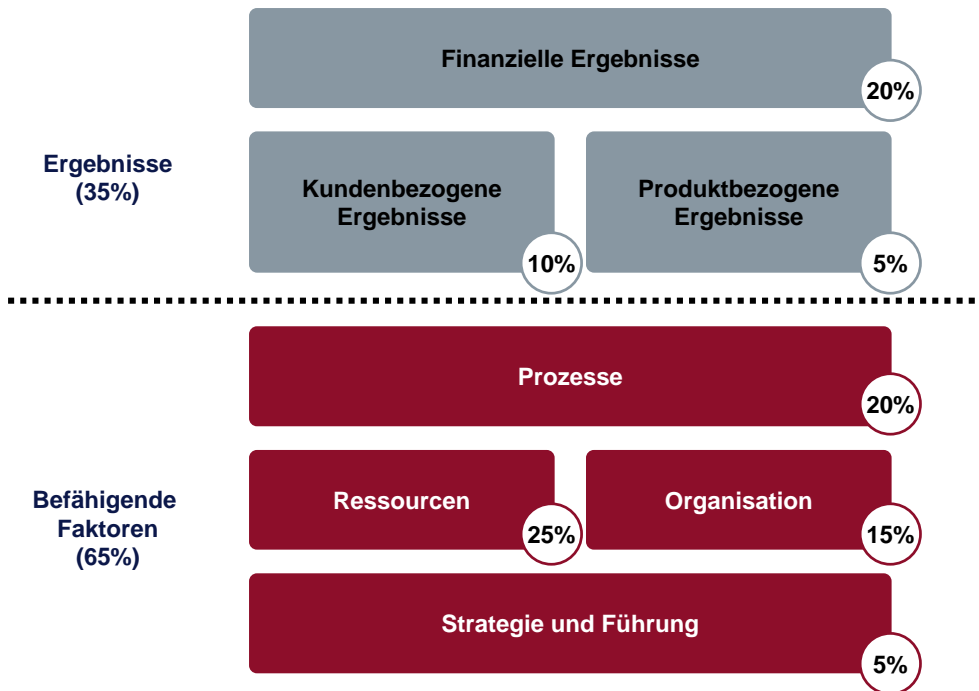 Finanzielle Ergebnisse
20%
Ergebnisse
(35%)
Kundenbezogene
Ergebnisse
10%
Produktbezogene
Ergebnisse
5%
Prozesse
20%
Befähigende
Faktoren
(65%)
Ressourcen
25%
Organisation
15%
Strategie und Führung
5%